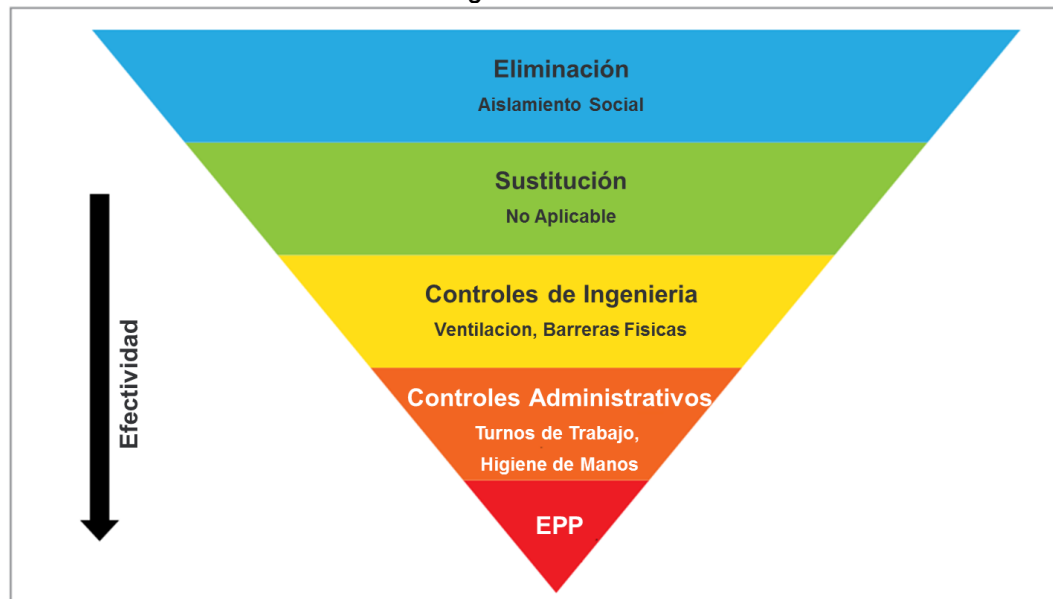 Eliminación
Aislamiento Social
Sustitución
No Aplicable
Controles de Ingenieria
Ventilacion, Barreras Fisicas
Controles Administrativos
Turnos de Trabajo,
Higiene de Manos
EPP
Efectividad